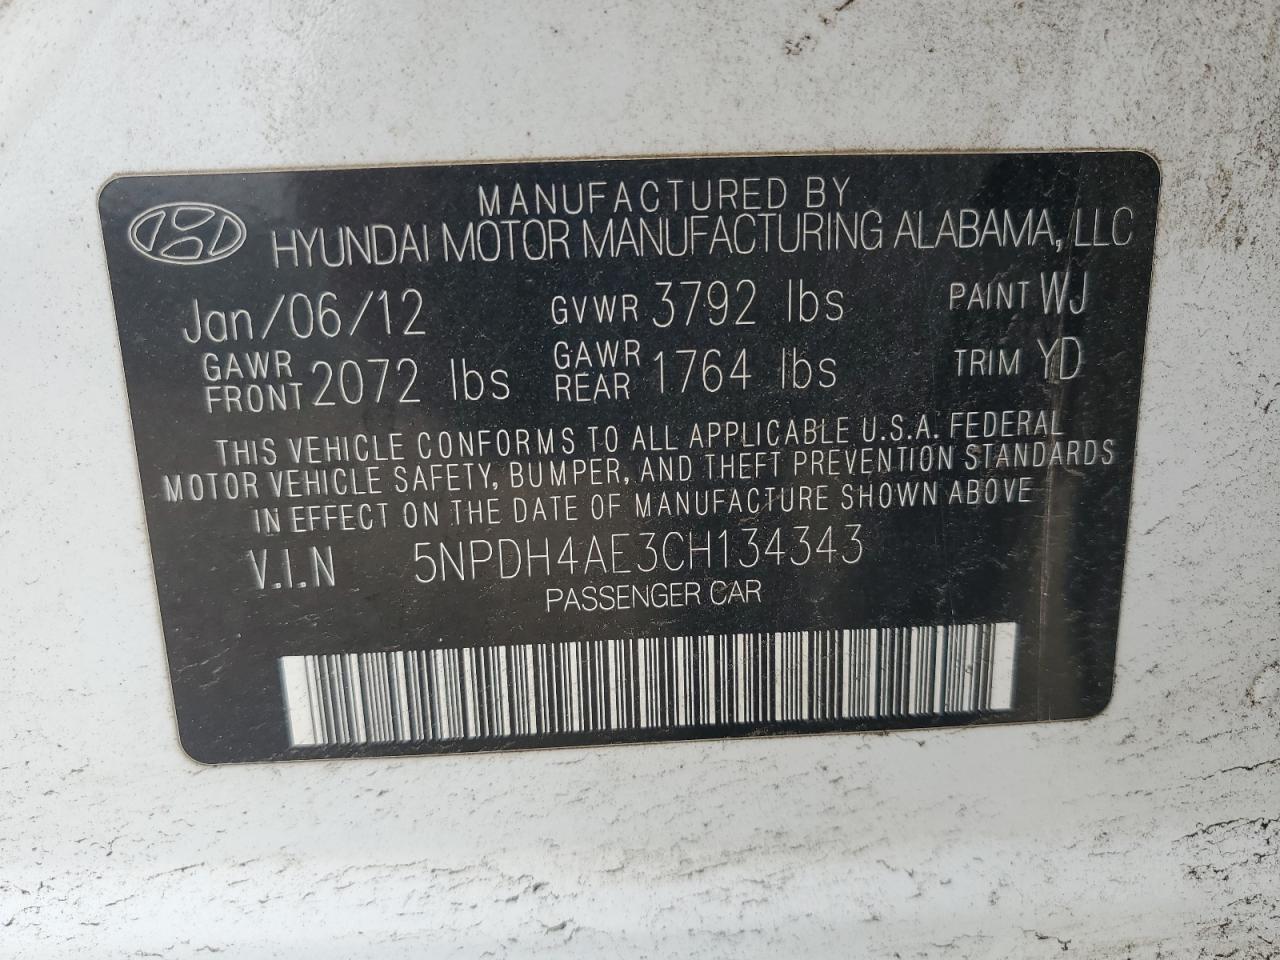 MANUFACTURED BY
HYUNDAI MOTOR MANUFACTURING ALABAMA, LLC
Jan/06/12 GVWR 3792 lbs PAINT WJ
GAWR FRONT 2072 lbs GAWR REAR 1764 lbs TRIM YD
THIS VEHICLE CONFORMS TO ALL APPLICABLE U.S.A. FEDERAL
MOTOR VEHICLE SAFETY, BUMPER, AND THEFT PREVENTION STANDARDS
IN EFFECT ON THE DATE OF MANUFACTURE SHOWN ABOVE
V.I.N 5NPDH4AE3CH134343
PASSENGER CAR